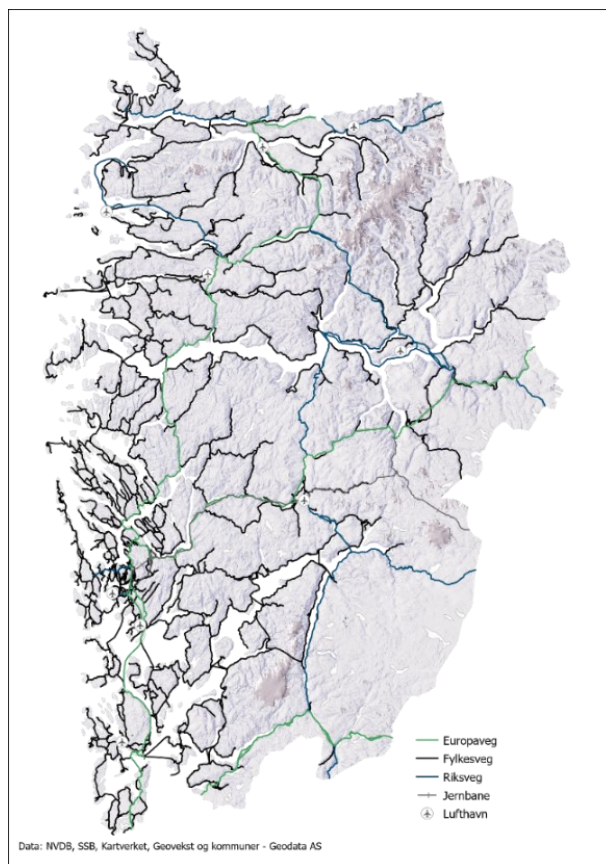 Europaveg
Fylkesveg
Riksveg
Jernbane
Lufthavn
Data: NVDB, SSB, Kartverket, Geovekst og kommuner - Geodata AS